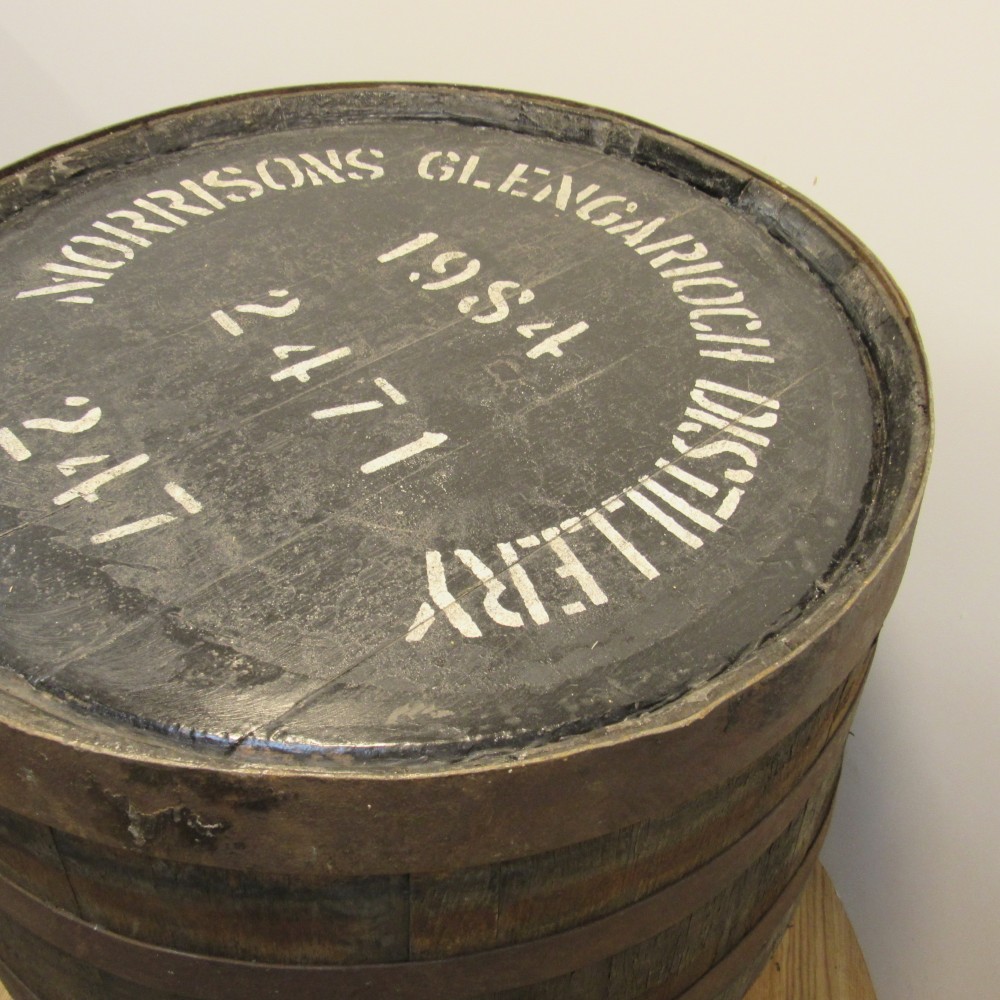 MORRISONS GLENGARIOCH DISTILLERY
1984
2471
247